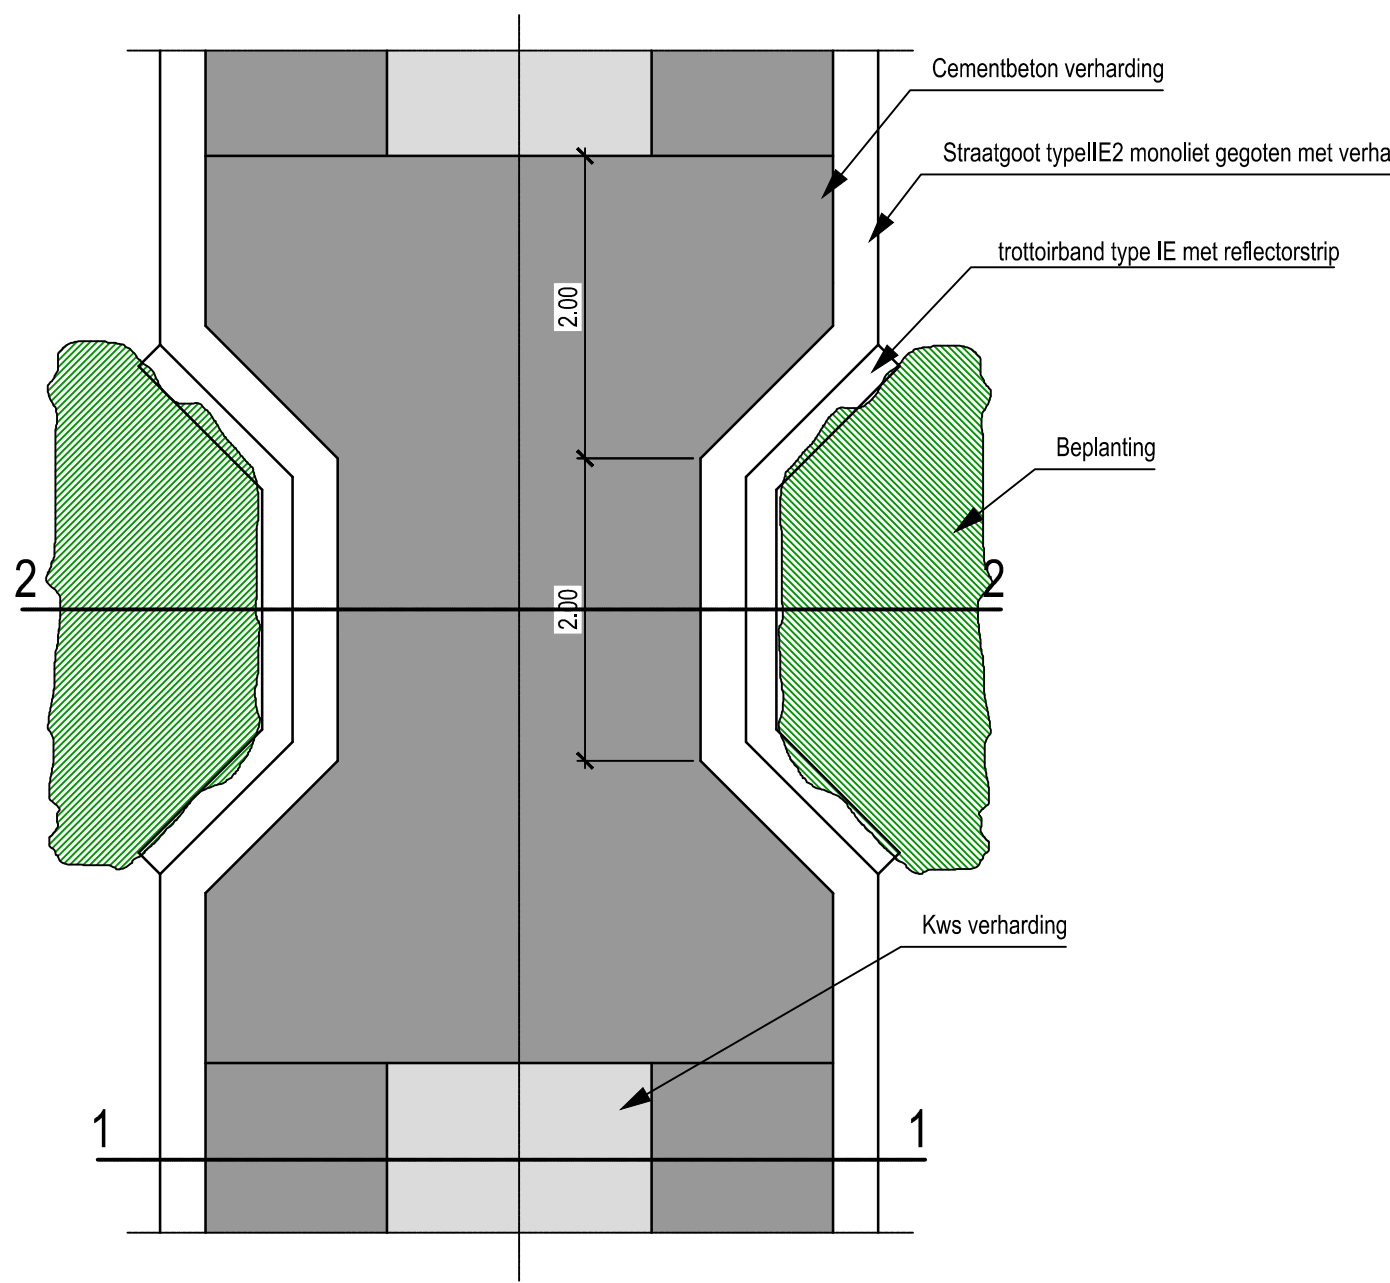 Cementbeton verharding
Straatgoot typeIIE2 monoliet gegoten met verha
trottoirband type IE met reflectorstrip
2.00
Beplanting
2 2
2.00
Kws verharding
1 1